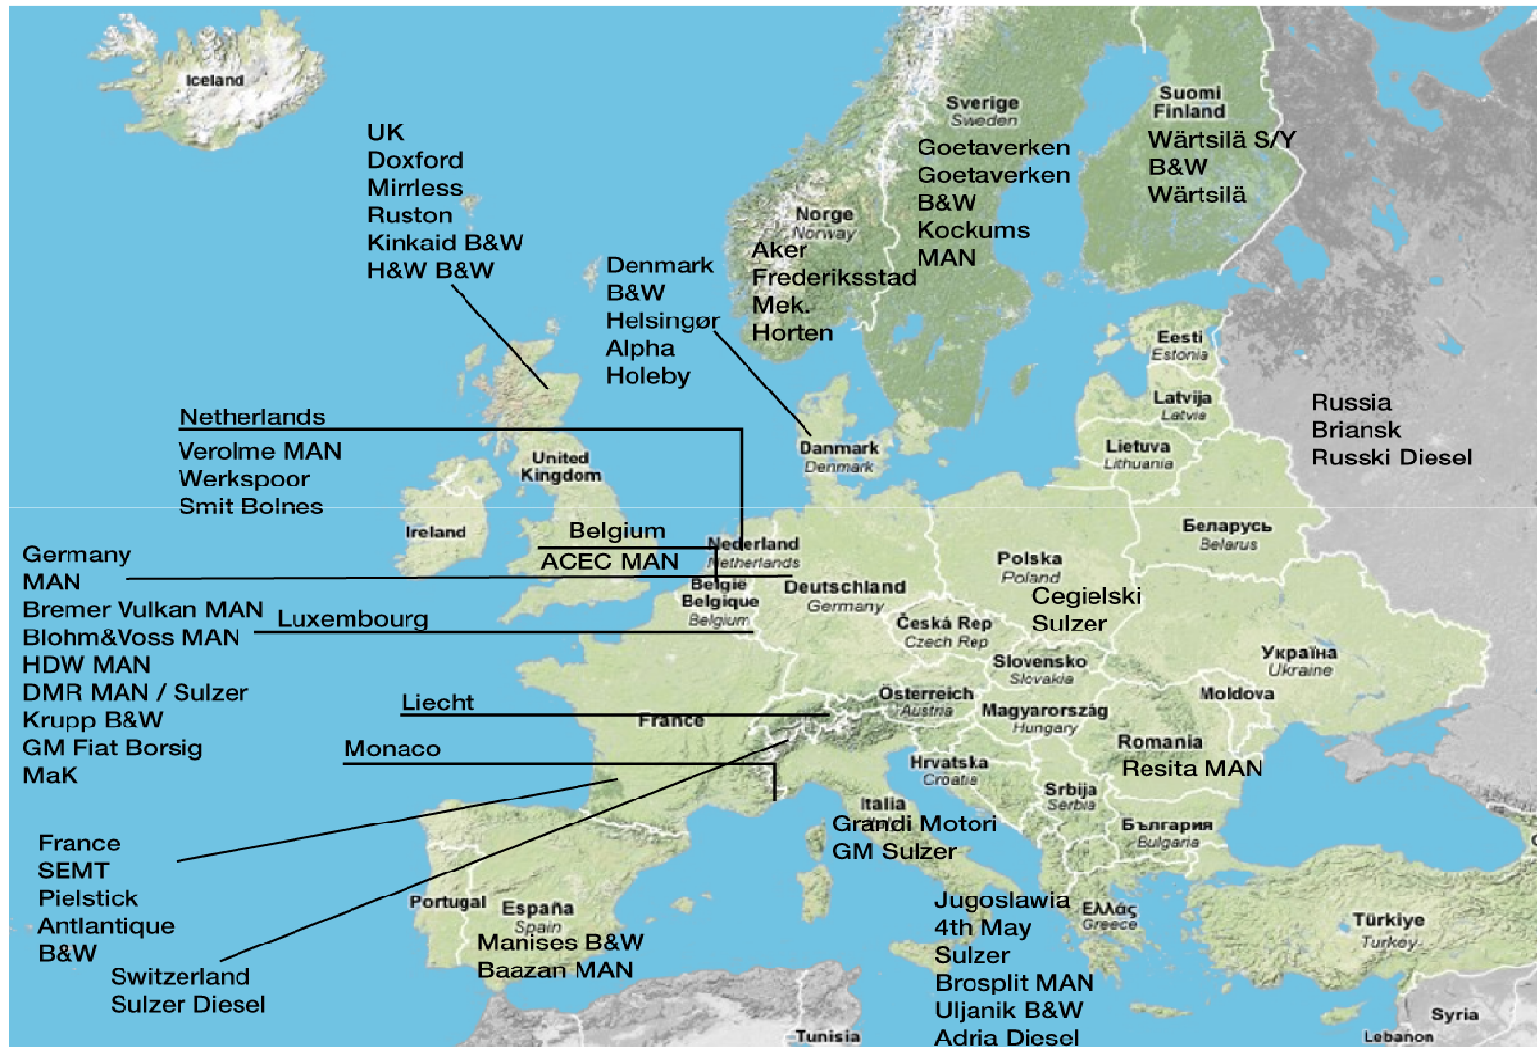 Iceland
UK
Doxford
Mirrless
Ruston
Kinkaid B&W
H&W B&W
Denmark
B&W
Helsingør
Alpha
Holeby
Norge
Norway
Aker
Frederiksstad
Mek.
Horten
Sverige
Sweden
Goetaverken
Goetaverken
B&W
Kockums
MAN
Suomi
Finland
Wärtsilä S/Y
B&W
Wärtsilä
Eesti
Estonia
Latvija
Latvia
Lietuva
Lithuania
Russia
Briansk
Russki Diesel
Netherlands
Verolme MAN
Werkspoor
Smit Bolnes
United
Kingdom
Ireland
Danmark
Denmark
Belgium
ACEC MAN
Nederland
Netherlands
België
Belgique
Belgium
Deutschland
Germany
Polska
Poland
Cegielski
Sulzer
Беларусь
Belarus
Germany
MAN
Bremer Vulkan MAN
Blohm&Voss MAN
HDW MAN
DMR MAN / Sulzer
Krupp B&W
GM Fiat Borsig
MaK
Luxembourg
Liecht
Monaco
France
Česká Rep
Czech Rep
Slovensko
Slovakia
Österreich
Austria
Magyarország
Hungary
Україна
Ukraine
Moldova
Romania
Resita MAN
Hrvatska
Croatia
Srbija
Serbia
България
Bulgaria
Italia
Grandi Motori
GM Sulzer
France
SEMT
Pielstick
Antlantique
B&W
Switzerland
Sulzer Diesel
Portugal
España
Spain
Manises B&W
Baazan MAN
Jugoslawia
4th May
Sulzer
Brosplit MAN
Uljanik B&W
Adria Diesel
Ελλάς
Greece
Türkiye
Turkey
Tunisia
Syria
Lebanon